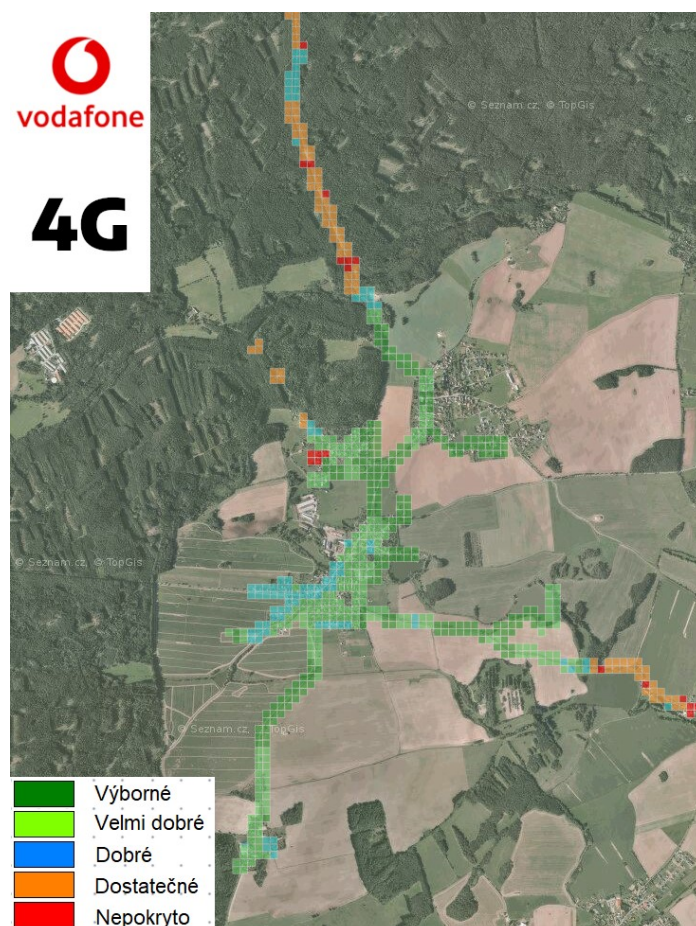 vodafone
4G
© Seznam.cz, © TopGis
©
© Seznam.cz, © TopGis
© Seznam.cz, © TopGis
Výborné
Velmi dobré
Dobré
Dostatečné
Nepokryto